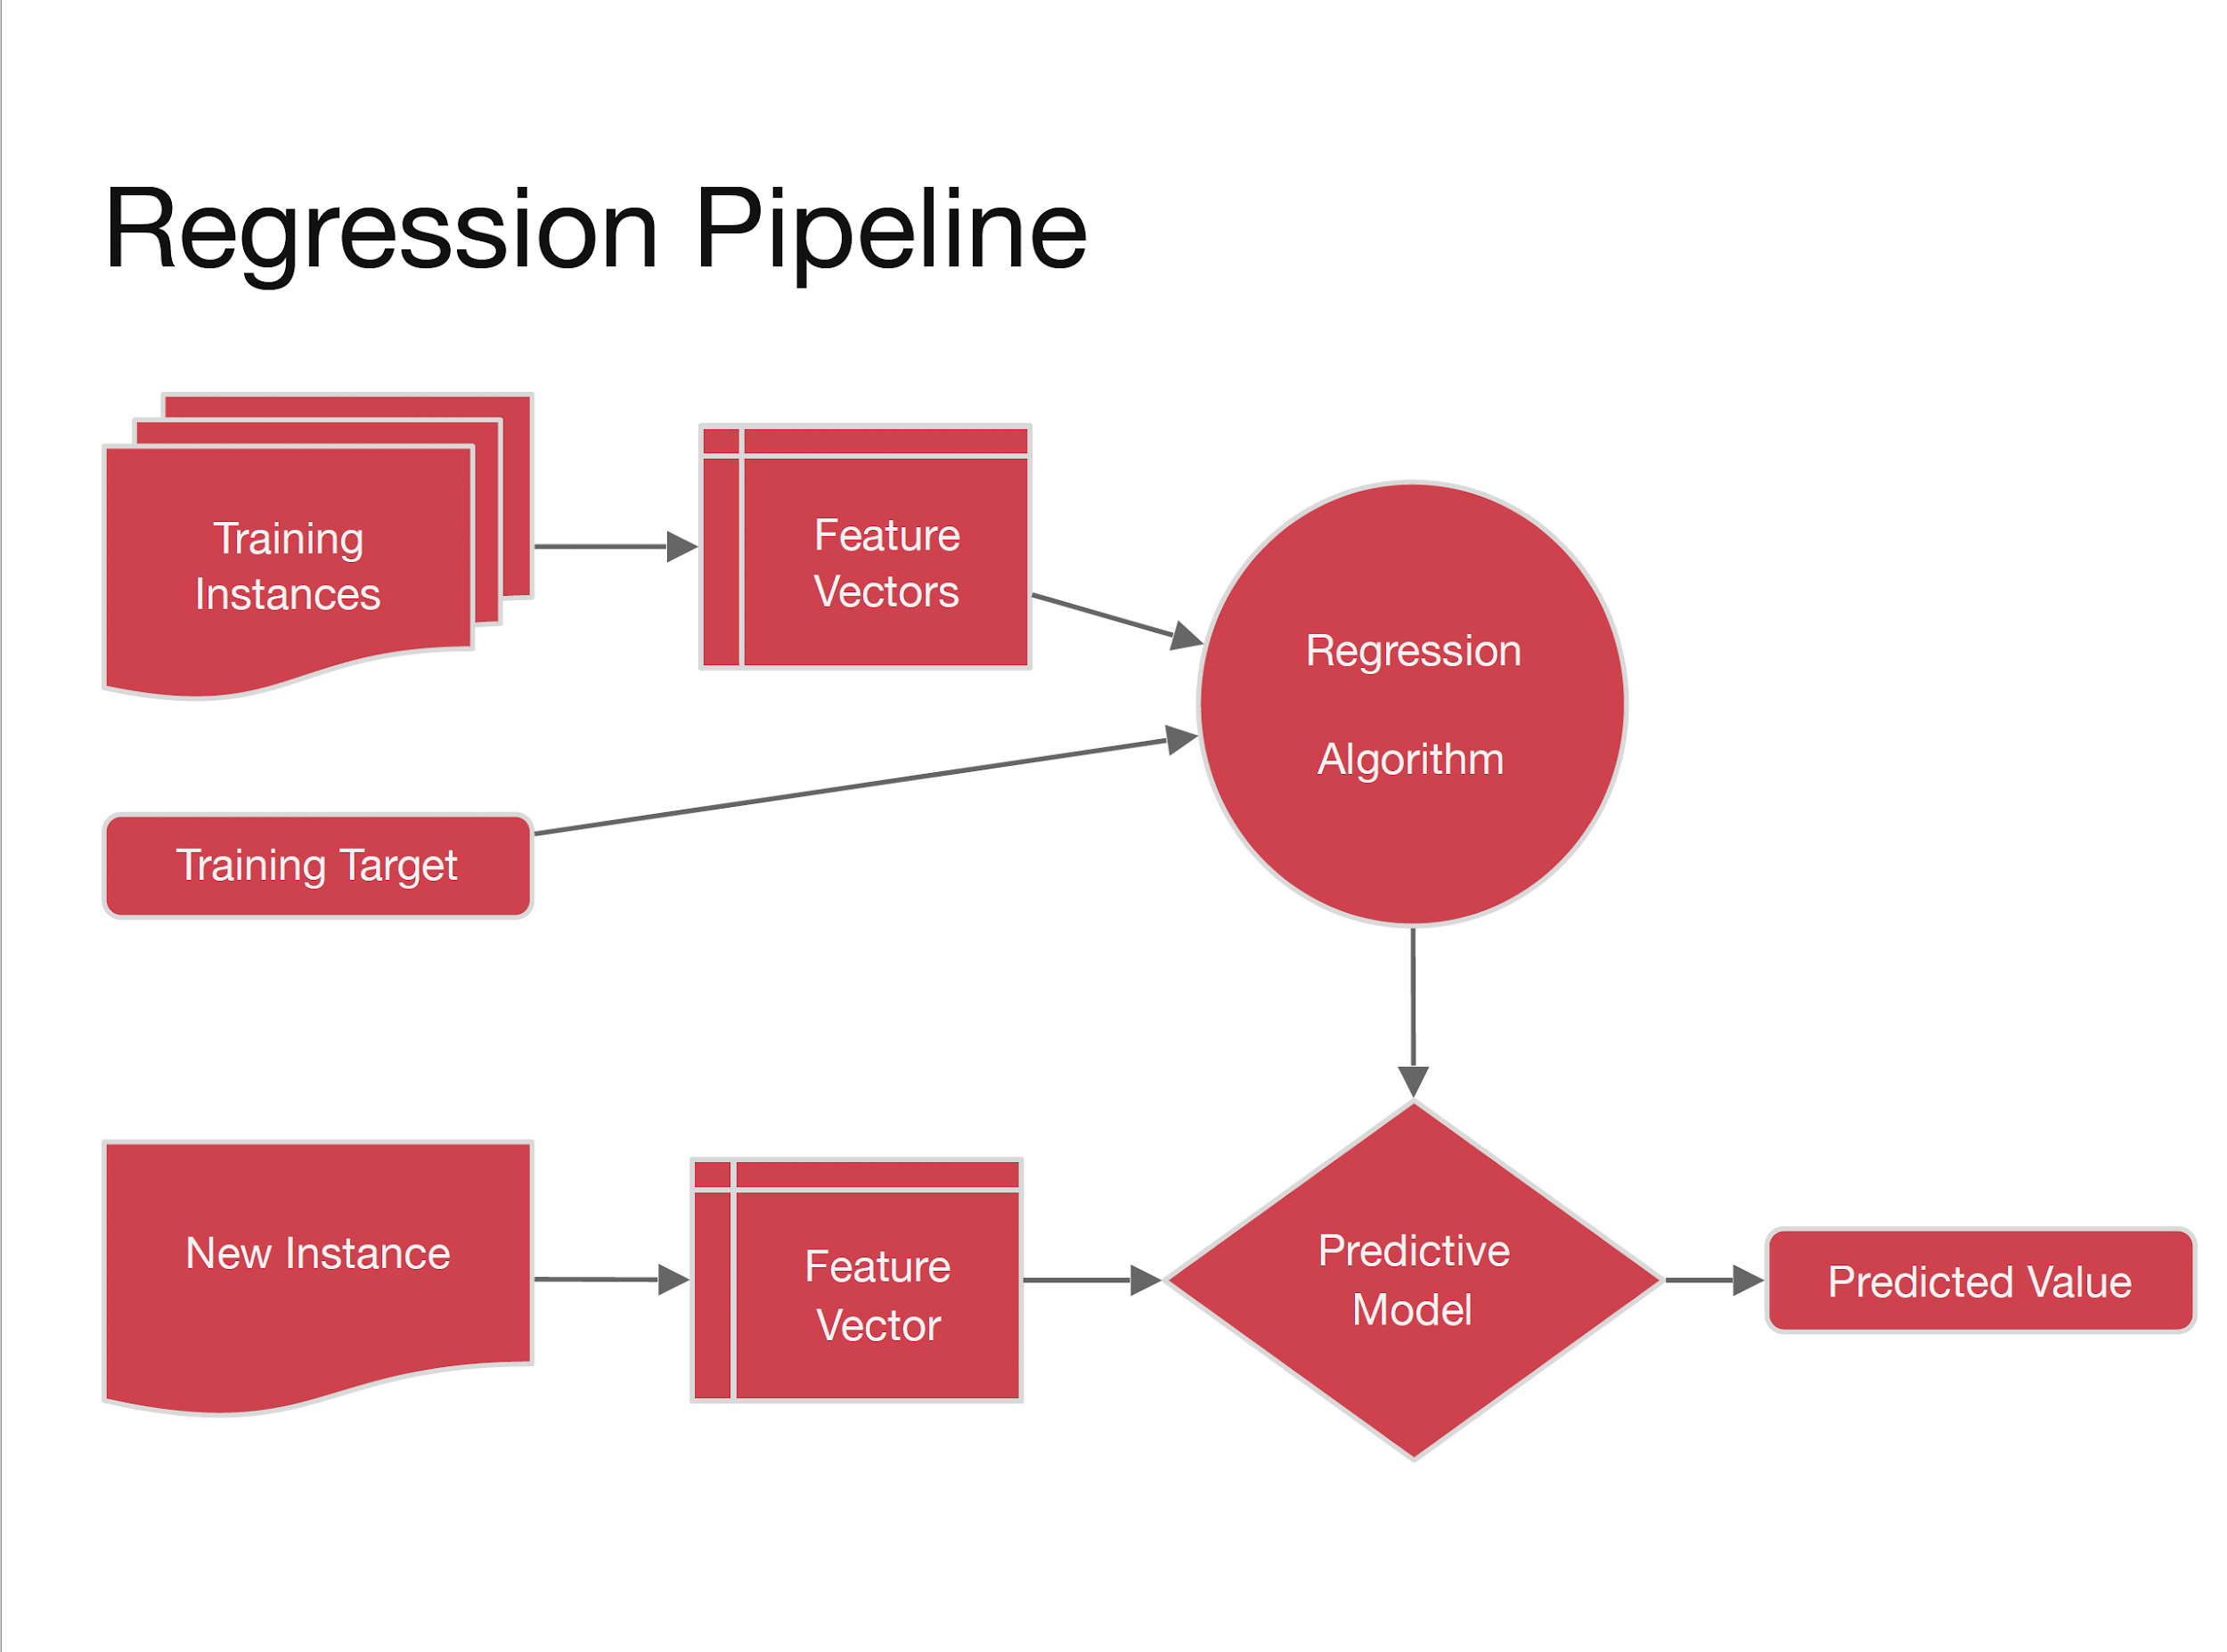 Regression Pipeline
Training
Instances
Feature
Vectors
Regression
Algorithm
Training Target
New Instance
Feature
Vector
Predictive
Model
Predicted Value